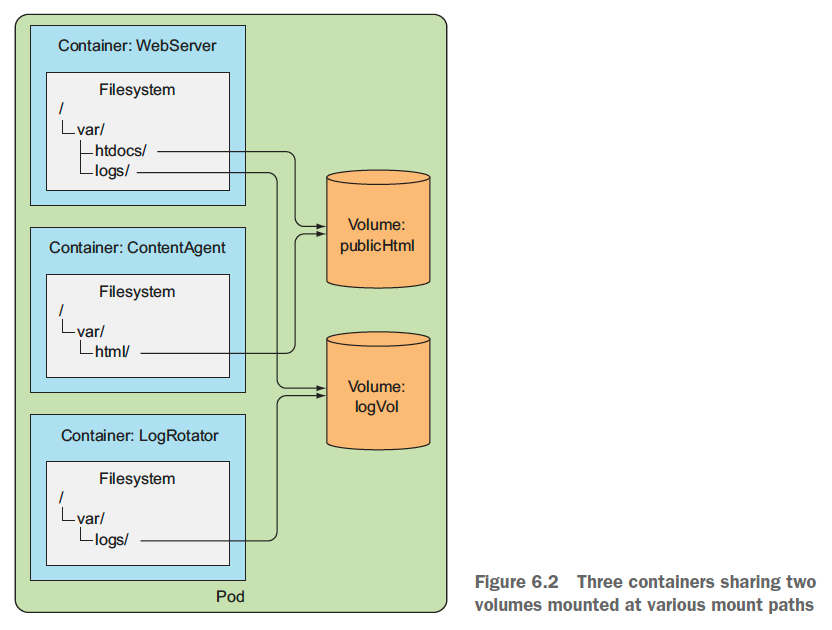 Container: WebServer
Filesystem
/
var/
htdocs/
logs/
Container: ContentAgent
Filesystem
/
var/
html/
Container: LogRotator
Filesystem
/
var/
logs/
Volume:
publicHtml
Volume:
logVol
Pod
Figure 6.2 Three containers sharing two
volumes mounted at various mount paths